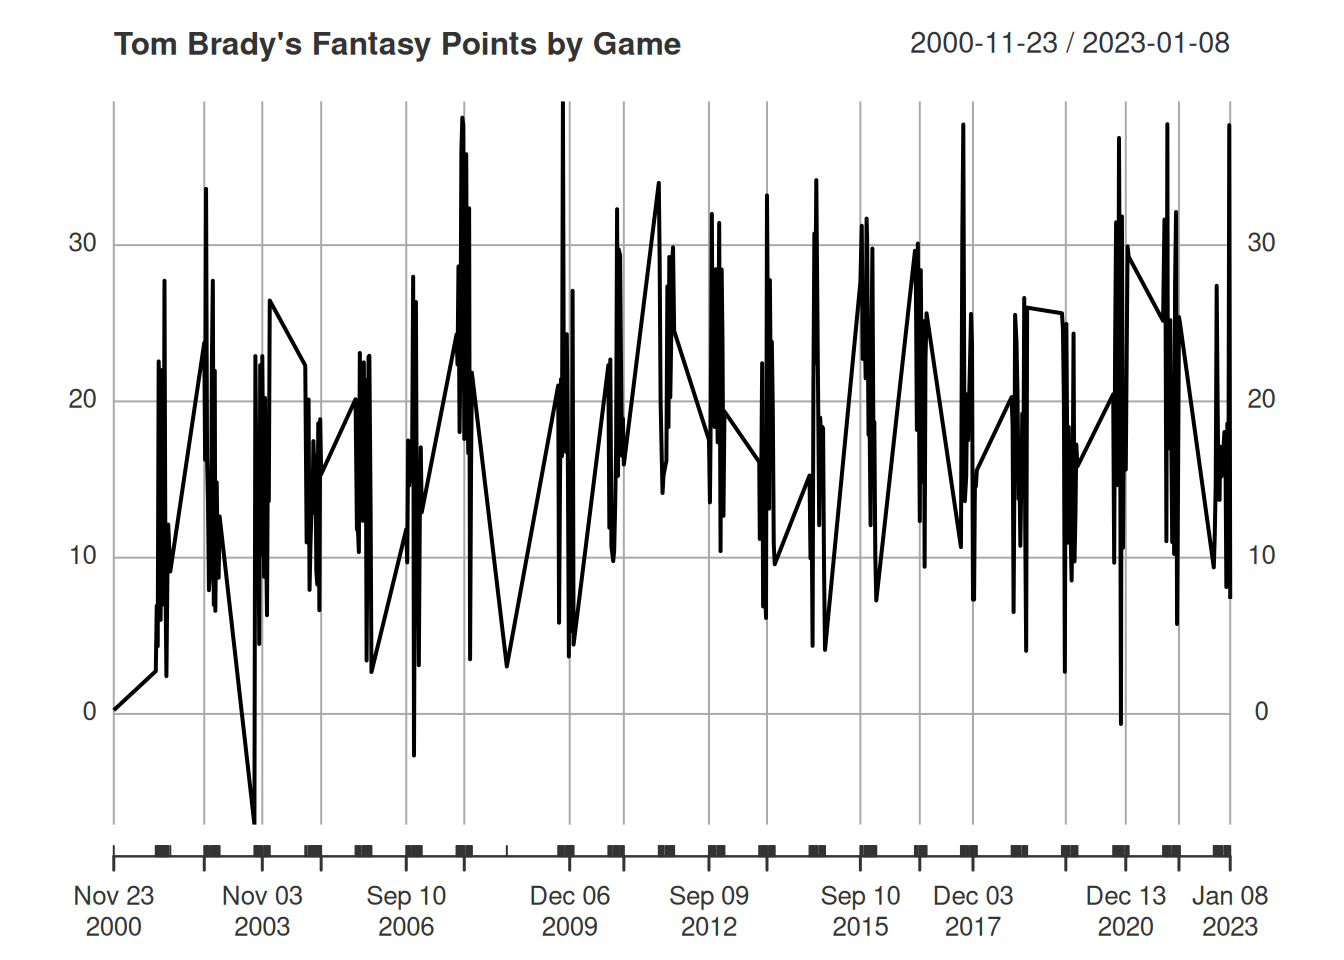 Tom Brady's Fantasy Points by Game
2000-11-23 / 2023-01-08
30 30
20 20
10 10
0 0
Nov 23 Nov 03 Sep 10 Dec 06 Sep 09 Sep 10 Dec 03 Dec 13 Jan 08
2000 2003 2006 2009 2012 2015 2017 2020 2023